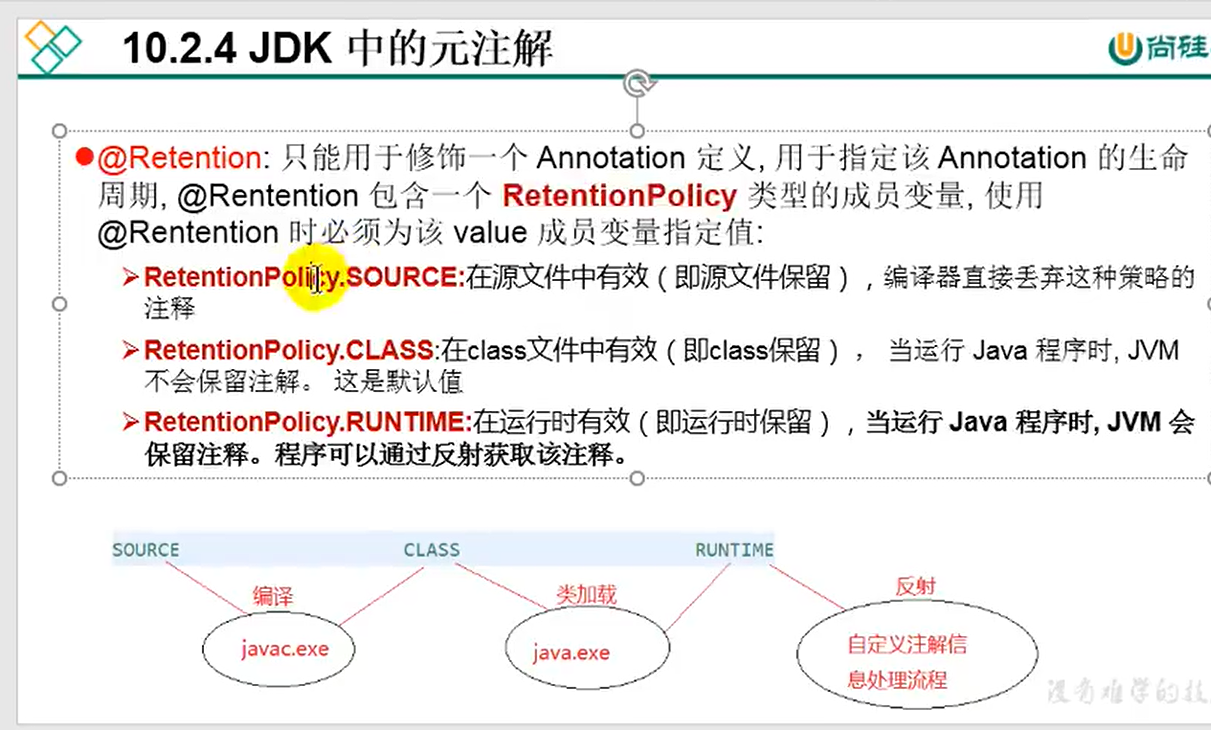 10.2.4 JDK 中的元注解
尚硅
●@Retention: 只能用于修饰一个 Annotation 定义, 用于指定该 Annotation 的生命
周期, @Rentention 包含一个 RetentionPolicy 类型的成员变量, 使用
@Rentention 时必须为该 value 成员变量指定值:
➢RetentionPolicy.SOURCE:在源文件中有效（即源文件保留），编译器直接丢弃这种策略的
注释
➢RetentionPolicy.CLASS:在class文件中有效（即class保留）， 当运行 Java 程序时, JVM
不会保留注解。 这是默认值
➢RetentionPolicy.RUNTIME:在运行时有效（即运行时保留），当运行 Java 程序时, JVM 会
保留注释。程序可以通过反射获取该注释。
SOURCE CLASS RUNTIME
编译 类加载 反射
javac.exe java.exe 自定义注解信
息处理流程
没有难学的技